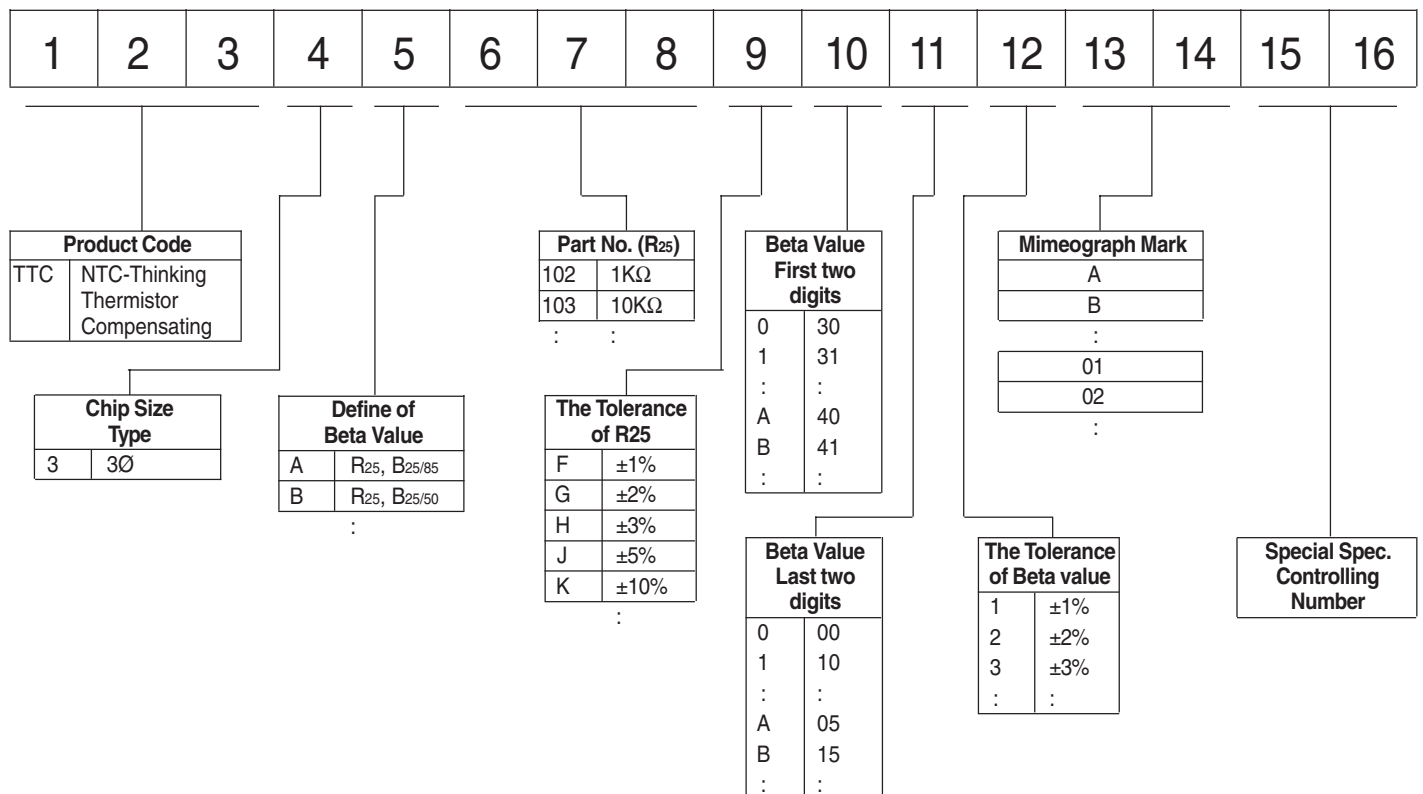 1 2 3 4 5 6 7 8 9 10 11 12 13 14 15 16
Product Code
TTC NTC-Thinking
Thermistor
Compensating
Chip Size
Type
3 3Ø
Define of
Beta Value
A R25, B25/85
B R25, B25/50
:
Part No. (R25)
102 1KΩ
103 10KΩ
: :
The Tolerance
of R25
F ±1%
G ±2%
H ±3%
J ±5%
K ±10%
:
Beta Value
First two
digits
0 30
1 31
: :
A 40
B 41
: :
Beta Value
Last two
digits
0 00
1 10
: :
A 05
B 15
: :
Mimeograph Mark
A
B
:
01
02
:
The Tolerance
of Beta value
1 ±1%
2 ±2%
3 ±3%
: :
Special Spec.
Controlling
Number